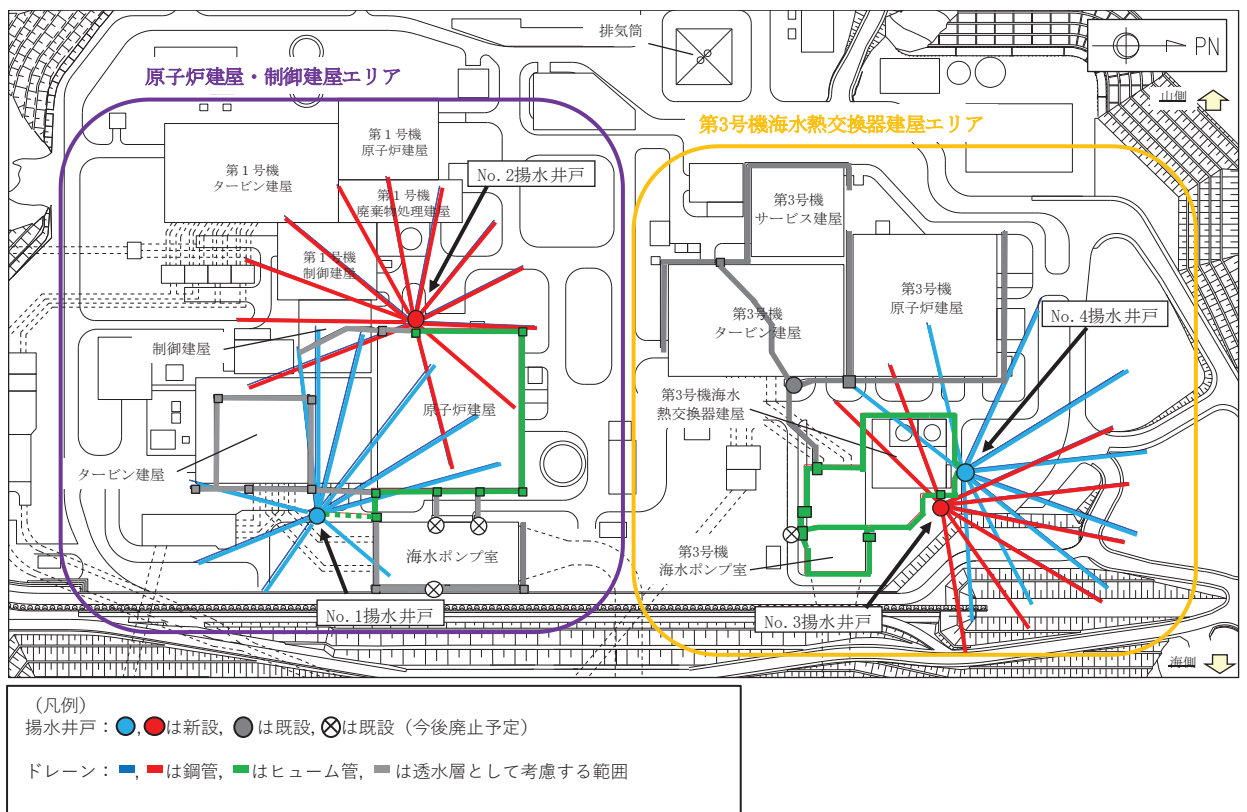 排気筒
PN
原子炉建屋・制御建屋エリア
山側
第3号機海水熱交換器建屋エリア
第１号機
原子炉建屋
第１号機
タービン建屋
No.2揚水井戸
第１号機
廃棄物処理建屋
第3号機
サービス建屋
第１号機
制御建屋
第3号機
原子炉建屋
第3号機
タービン建屋
No.4揚水井戸
制御建屋
第3号機海水
熱交換器建屋
原子炉建屋
タービン建屋
海水ポンプ室
第3号機
海水ポンプ室
No.1揚水井戸
No.3揚水井戸
海側
(凡例)
揚水井戸：,は新設,は既設,は既設（今後廃止予定）
ドレーン：,は鋼管,はヒューム管,は透水層として考慮する範囲